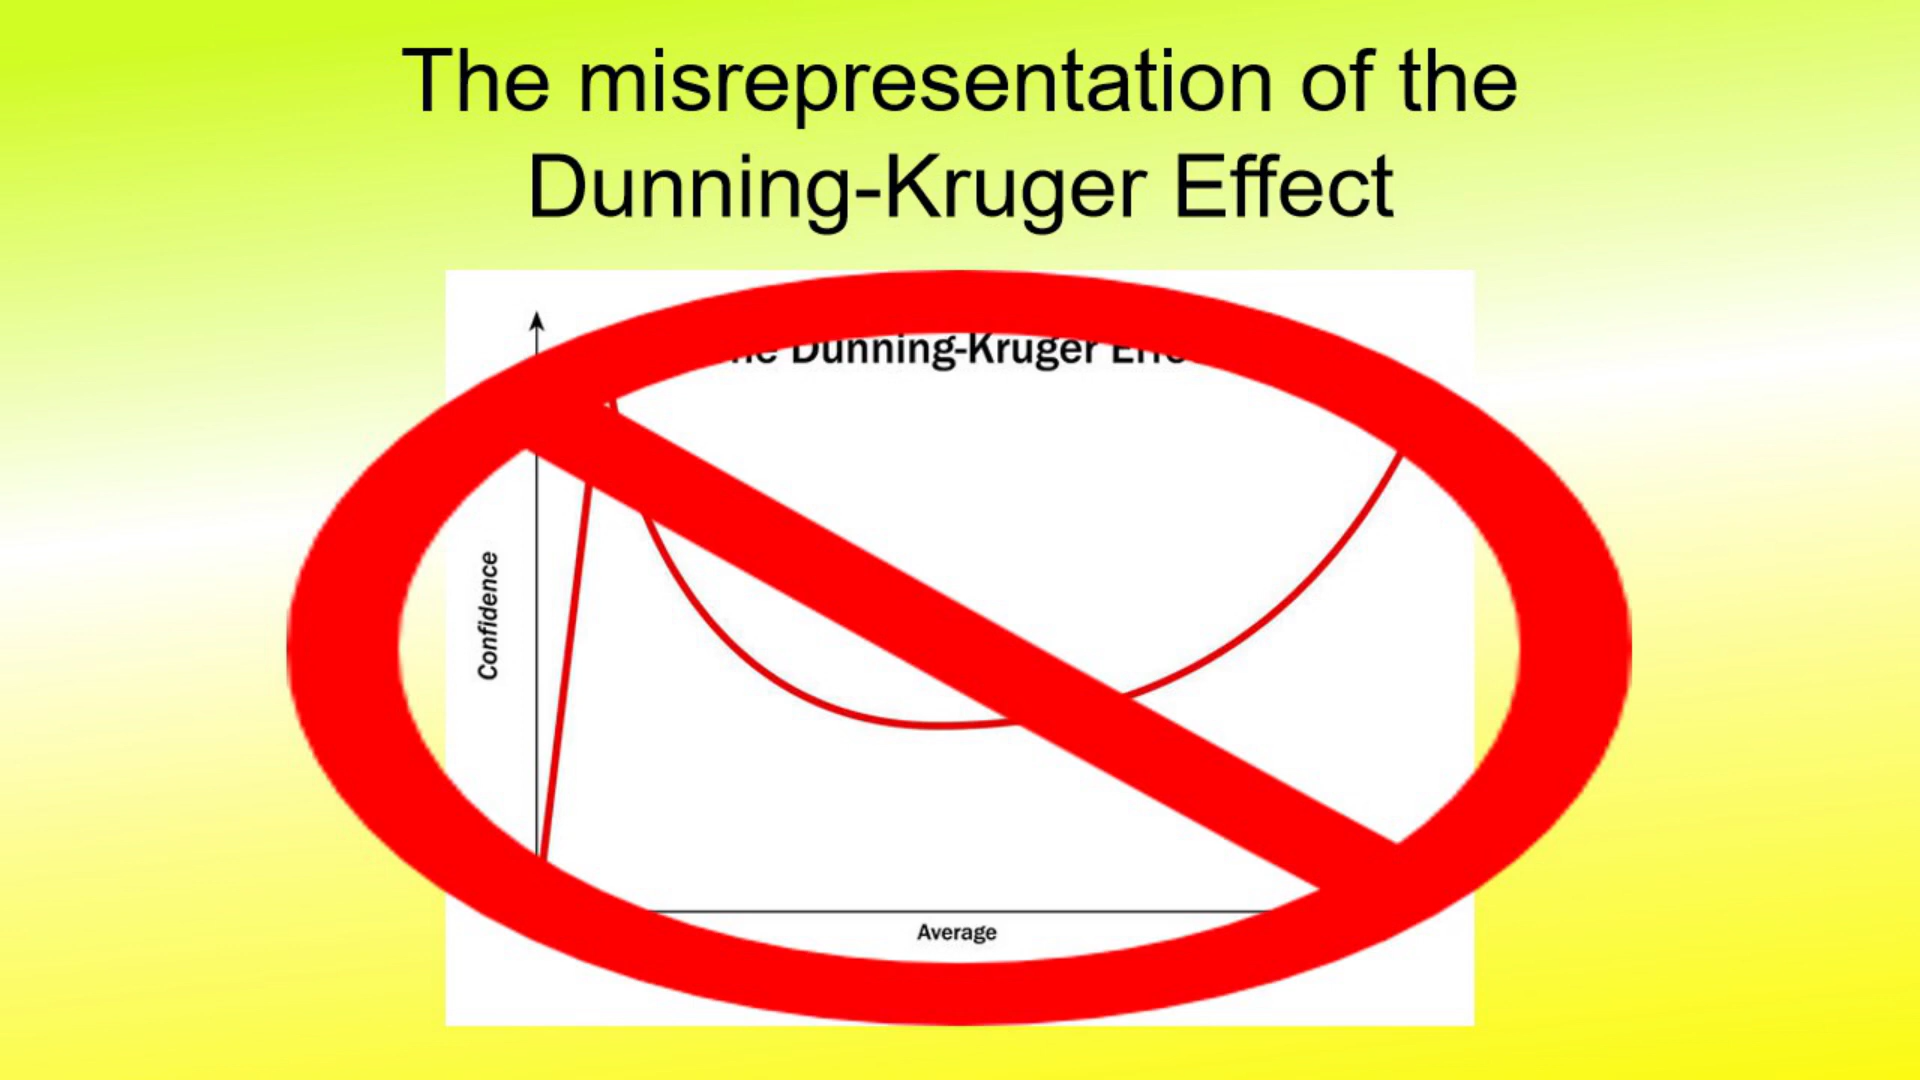 The misrepresentation of the
Dunning-Kruger Effect
Dunning-Kruger
Confidence
Average